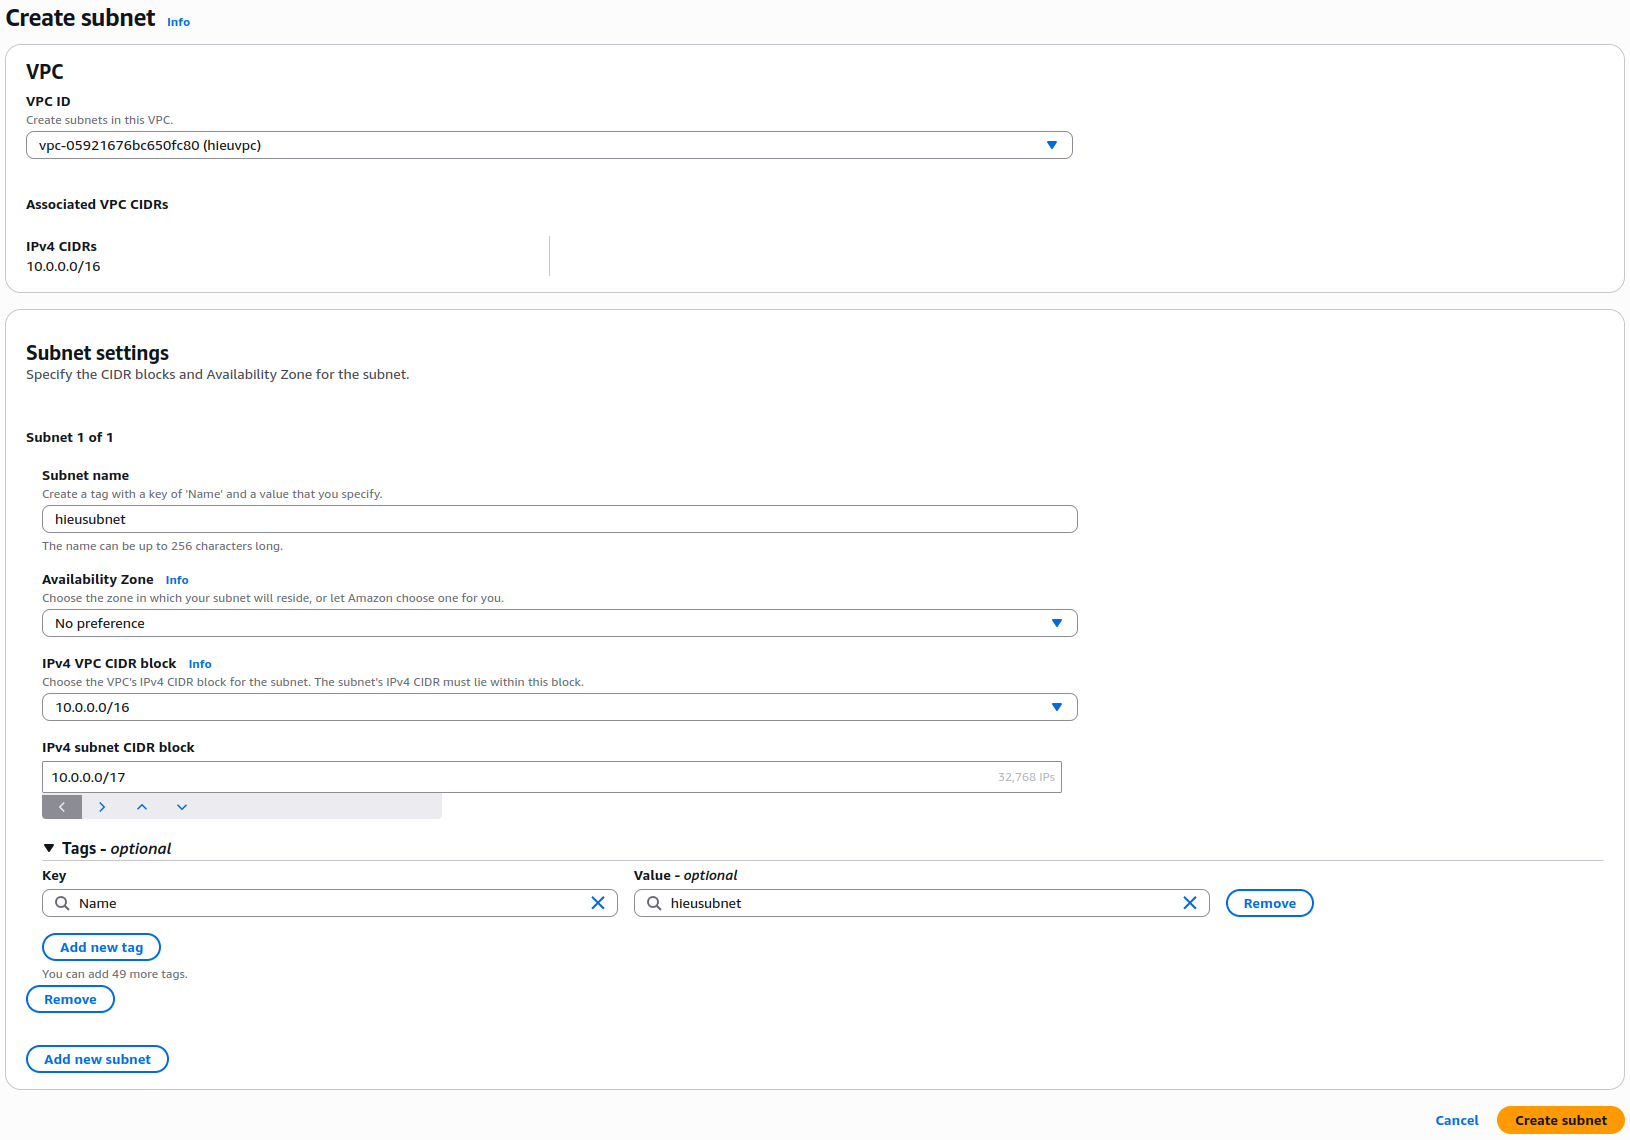 Create subnet Info
VPC
VPC ID
Create subnets in this VPC.
vpc-05921676bc650fc80 (hieuvpc)
Associated VPC CIDRs
IPv4 CIDRs
10.0.0.0/16
Subnet settings
Specify the CIDR blocks and Availability Zone for the subnet.
Subnet 1 of 1
Subnet name
Create a tag with a key of 'Name' and a value that you specify.
hieusubnet
The name can be up to 256 characters long.
Availability Zone Info
Choose the zone in which your subnet will reside, or let Amazon choose one for you.
No preference
IPv4 VPC CIDR block Info
Choose the VPC's IPv4 CIDR block for the subnet. The subnet's IPv4 CIDR must lie within this block.
10.0.0.0/16
IPv4 subnet CIDR block
10.0.0.0/17 32,768 IPs
Tags - optional
Key Value - optional
Name hieusubnet Remove
Add new tag
You can add 49 more tags.
Remove
Add new subnet
Cancel Create subnet